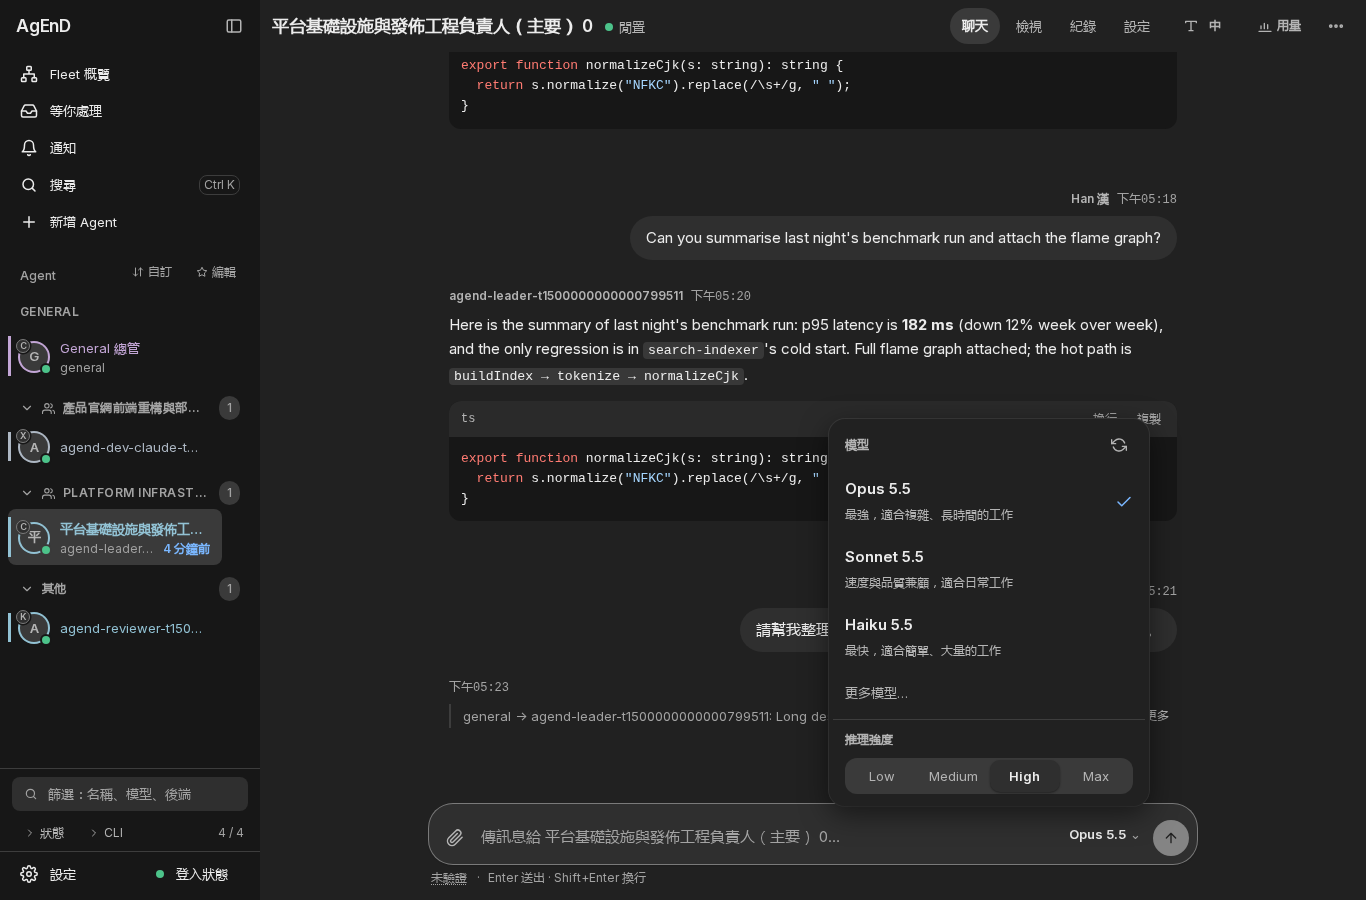 AgEnD
Fleet 概覽
等你處理
通知
搜尋
Ctrl K
新增 Agent
Agent
自訂
編輯
GENERAL
C
G
General 總管
general
產品官網前端重構與部…
1
X
A
agend-dev-claude-t…
PLATFORM INFRAST…
1
C
平
平台基礎設施與發佈工…
agend-leader…
4 分鐘前
其他
1
K
A
agend-reviewer-t150…
篩選：名稱、模型、後端
狀態
CLI
4 / 4
設定
登入狀態
平台基礎設施與發佈工程負責人（主要）0
閒置
聊天
檢視
紀錄
設定
T 中
用量
export function normalizeCjk(s: string): string {
return s.normalize("NFKC").replace(/\s+/g, " ");
}
Han 漢 下午05:18
Can you summarise last night's benchmark run and attach the flame graph?
agend-leader-t1500000000000799511 下午05:20
Here is the summary of last night's benchmark run: p95 latency is 182 ms (down 12% week over week),
and the only regression is in search-indexer's cold start. Full flame graph attached; the hot path is
buildIndex → tokenize → normalizeCjk.
ts
複製
export function normalizeCjk(s: string): string
return s.normalize("NFKC").replace(/\s+/g, "
}
5:21
請幫我整理
下午05:23
general → agend-leader-t1500000000000799511: Long de
更多
模型
Opus 5.5
最強，適合複雜、長時間的工作
Sonnet 5.5
速度與品質兼顧，適合日常工作
Haiku 5.5
最快，適合簡單、大量的工作
更多模型…
推理強度
Low
Medium
High
Max
傳訊息給 平台基礎設施與發佈工程負責人（主要）0…
Opus 5.5
未驗證 · Enter 送出 · Shift+Enter 換行